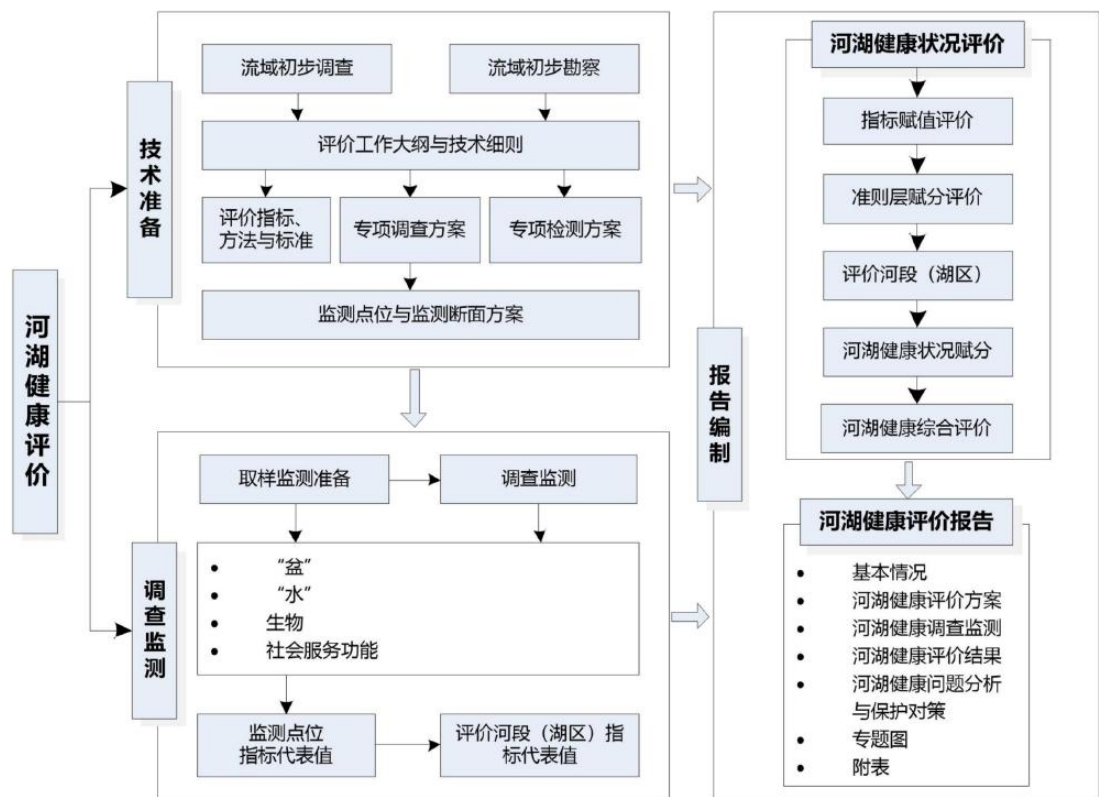 河湖健康评价
技术准备
流域初步调查
流域初步勘察
评价工作大纲与技术细则
评价指标、
方法与标准
专项调查方案
专项检测方案
监测点位与监测断面方案
调查监测
取样监测准备
调查监测
“盆”
“水”
生物
社会服务功能
监测点位
指标代表值
评价河段（湖区）指
标代表值
报告编制
河湖健康状况评价
指标赋值评价
准则层赋分评价
评价河段（湖区）
河湖健康状况赋分
河湖健康综合评价
河湖健康评价报告
基本情况
河湖健康评价方案
河湖健康调查监测
河湖健康评价结果
河湖健康问题分析
与保护对策
专题图
附表